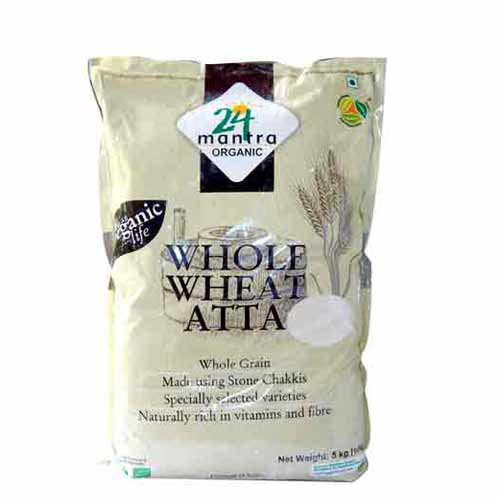 24
mantra
ORGANIC
organic
life
WHOLE
WHEAT
ATTA
Whole Grain
Made using Stone Chakkis
Specially selected varieties
Naturally rich in vitamins and fibre
Net Weight: 5 kg